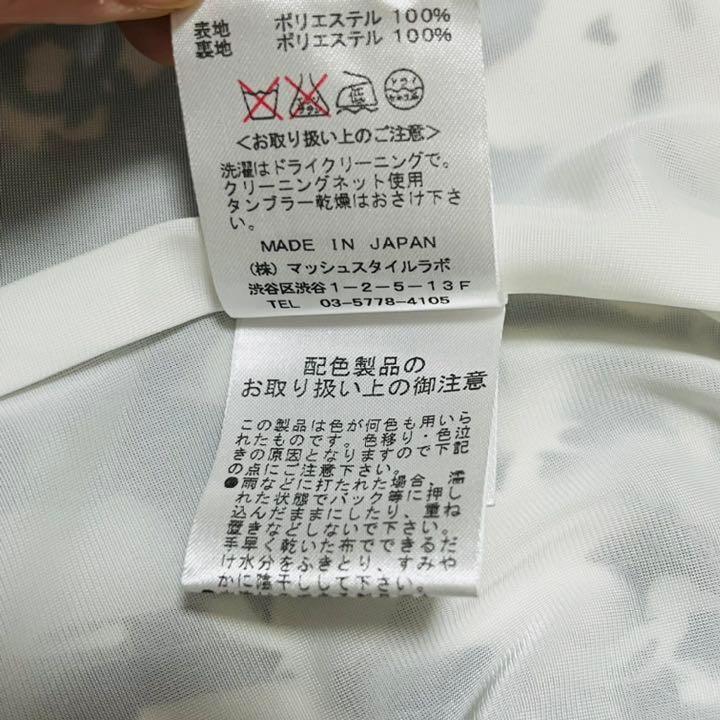 表地 ポリエステル 100%
裏地 ポリエステル 100%
低
ドライ
セキユ系
<お取り扱い上のご注意>
洗濯はドライクリーニングで。
クリーニングネット使用
タンブラー乾燥はおさけ下さ
い。
MADE IN JAPAN
(株) マッシュスタイルラボ
渋谷区渋谷1-2-5-13F
TEL 03-5778-4105
配色製品の
お取り扱い上の御注意
この製品は色が何色も用いら
れたものです。色移り・色泣
きの原因となりますので下記
の点にご注意下さい。
●雨などに打たれた場合、濡
れた状態でバック等に押し
込んだままにしたり、重ね
置きなどしないで下さい。
手早く乾いた布でできるだ
け水分をふきとり、すみや
かに陰干しして下さい。